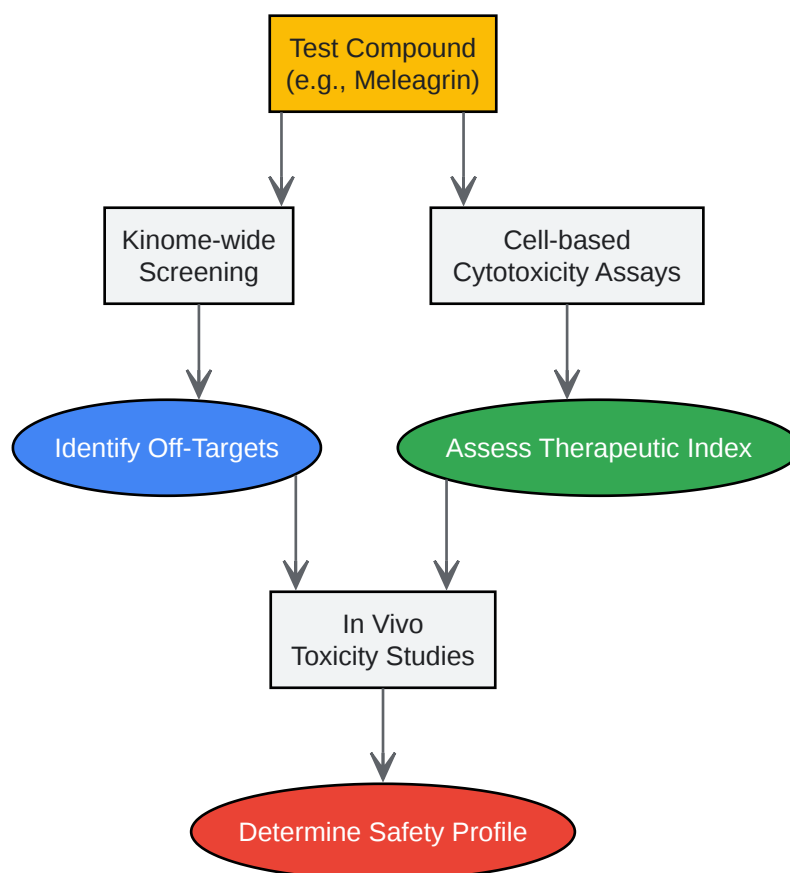 Test Compound
(e.g., Meleagrin)
Kinome-wide
Screening
Cell-based
Cytotoxicity Assays
Identify Off-Targets
Assess Therapeutic Index
In Vivo
Toxicity Studies
Determine Safety Profile